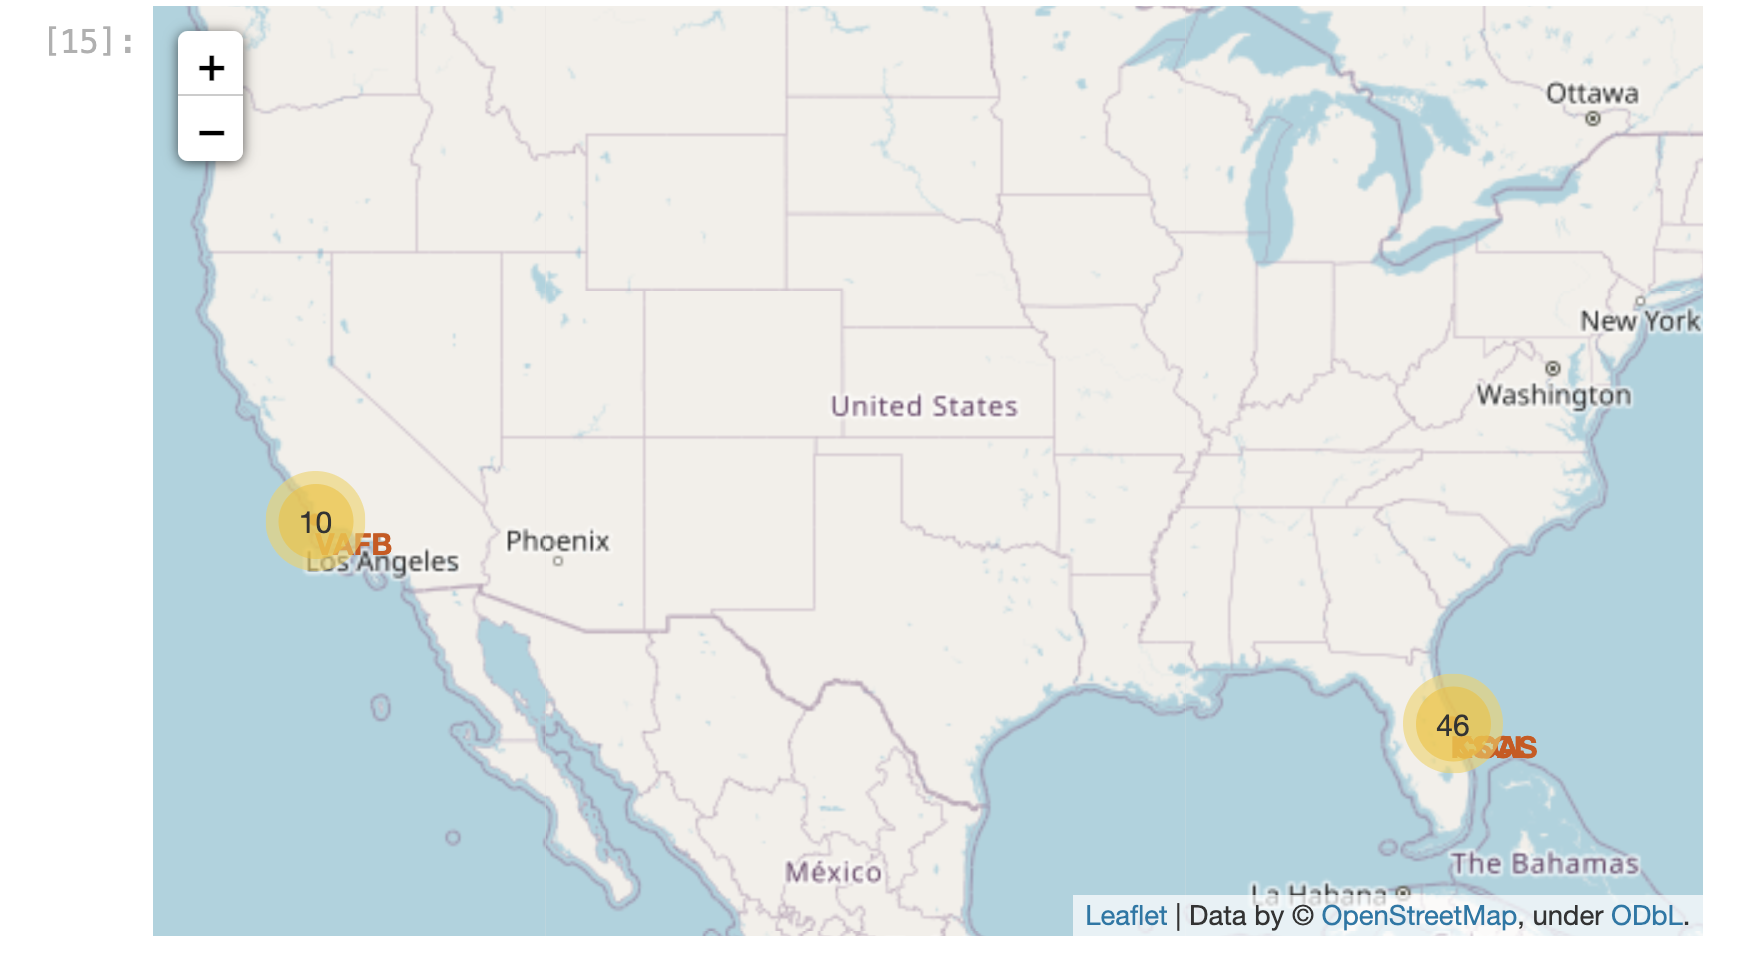 [15]:
+
−
Ottawa
New York
Washington
United States
10
VAFB
Los Angeles
Phoenix
46
México
The Bahamas
La Habana
Leaflet | Data by © OpenStreetMap, under ODbL.